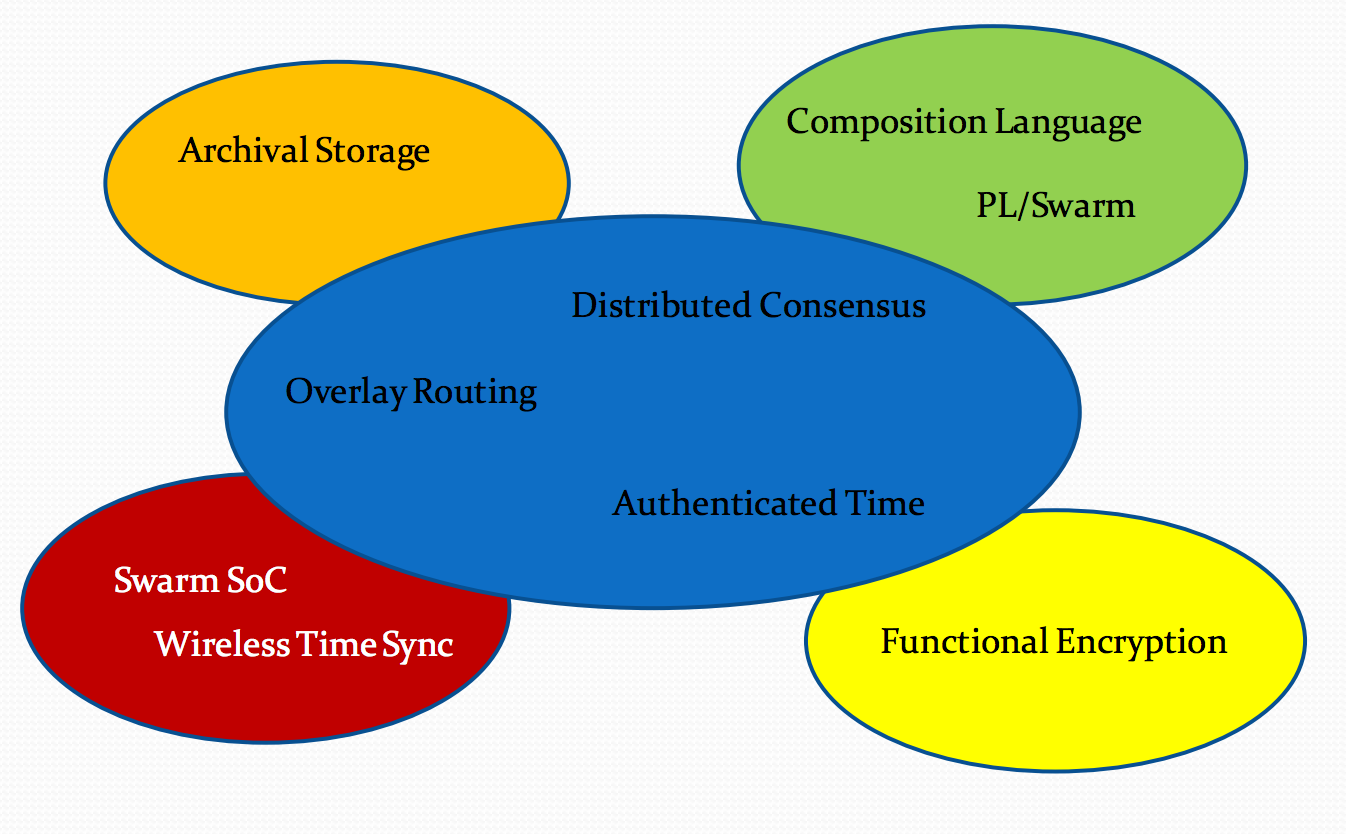 Archival Storage
Composition Language
PL/Swarm
Distributed Consensus
Overlay Routing
Authenticated Time
Swarm SoC
Wireless Time Sync
Functional Encryption